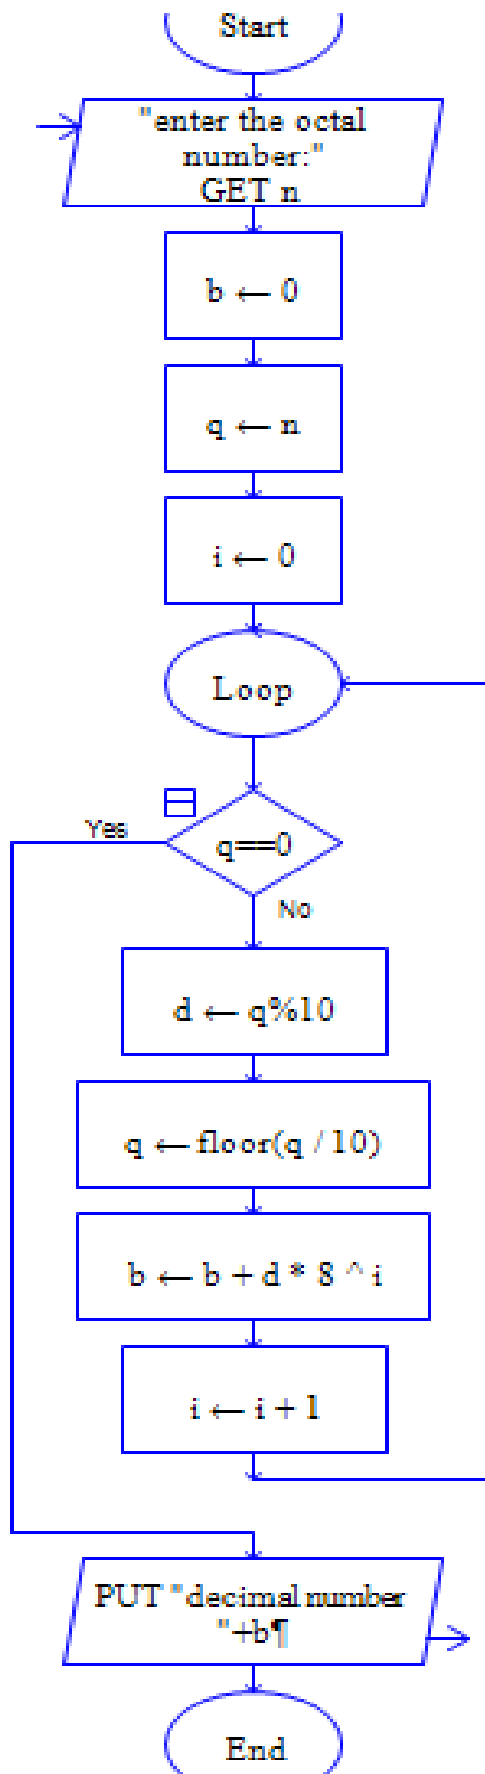 Start
"enter the octal
number:"
GET n
b ← 0
q ← n
i ← 0
Loop
Yes
q==0
No
d ← q%10
q ← floor(q / 10)
b ← b + d * 8 ^ i
i ← i + 1
PUT "decimal number
"+b¶
End